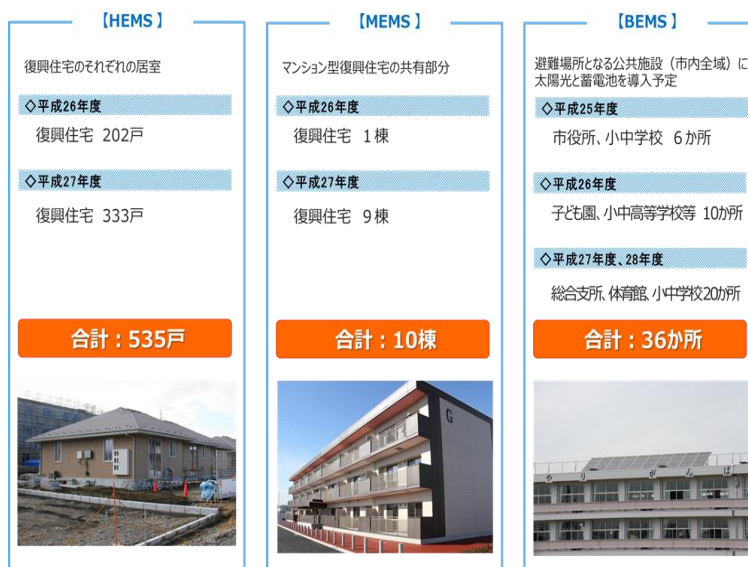 【HEMS】
復興住宅のそれぞれの居室
◇平成26年度
復興住宅 202戸
◇平成27年度
復興住宅 333戸
合計：535戸
【MEMS】
マンション型復興住宅の共有部分
◇平成26年度
復興住宅 1棟
◇平成27年度
復興住宅 9棟
合計：10棟
G
【BEMS】
避難場所となる公共施設（市内全域）に
太陽光と蓄電池を導入予定
◇平成25年度
市役所、小中学校 6か所
◇平成26年度
子ども園、小中高等学校等 10か所
◇平成27年度、28年度
総合支所、体育館、小中学校20か所
合計：36か所
やりがんば